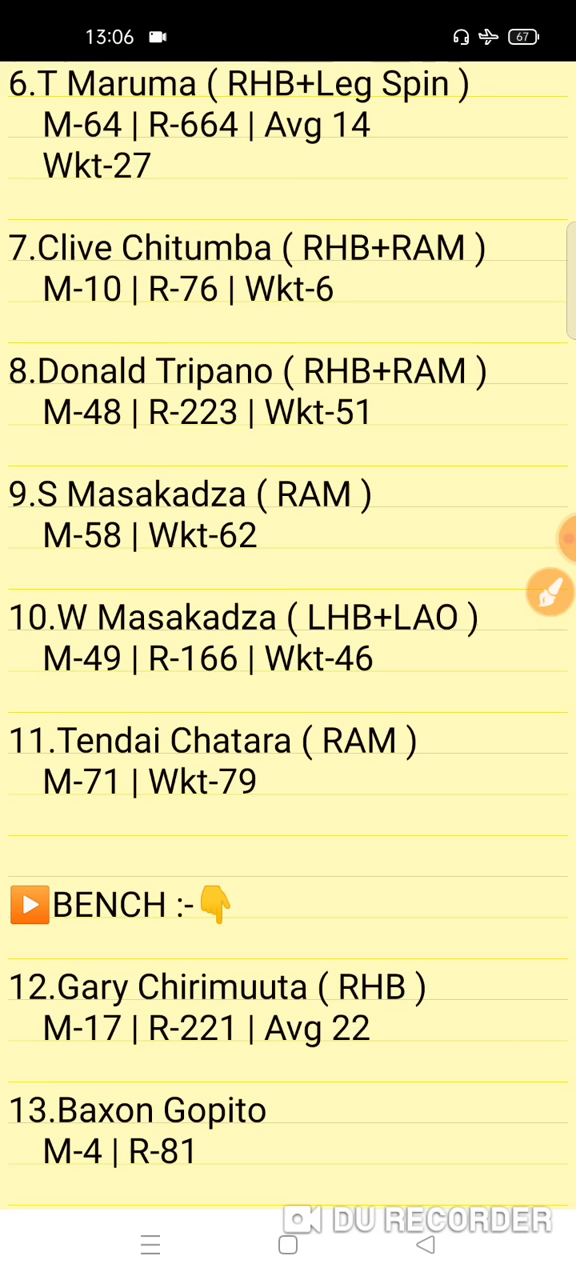 13:06
67
6.T Maruma ( RHB+Leg Spin )
M-64 | R-664 | Avg 14
Wkt-27
7.Clive Chitumba ( RHB+RAM )
M-10 | R-76 | Wkt-6
8.Donald Tripano ( RHB+RAM )
M-48 | R-223 | Wkt-51
9.S Masakadza ( RAM )
M-58 | Wkt-62
10.W Masakadza ( LHB+LAO )
M-49 | R-166 | Wkt-46
11.Tendai Chatara ( RAM )
M-71 | Wkt-79
BENCH :-
12.Gary Chirimuuta ( RHB )
M-17 | R-221 | Avg 22
13.Baxon Gopito
M-4 | R-81
DU RECORDER